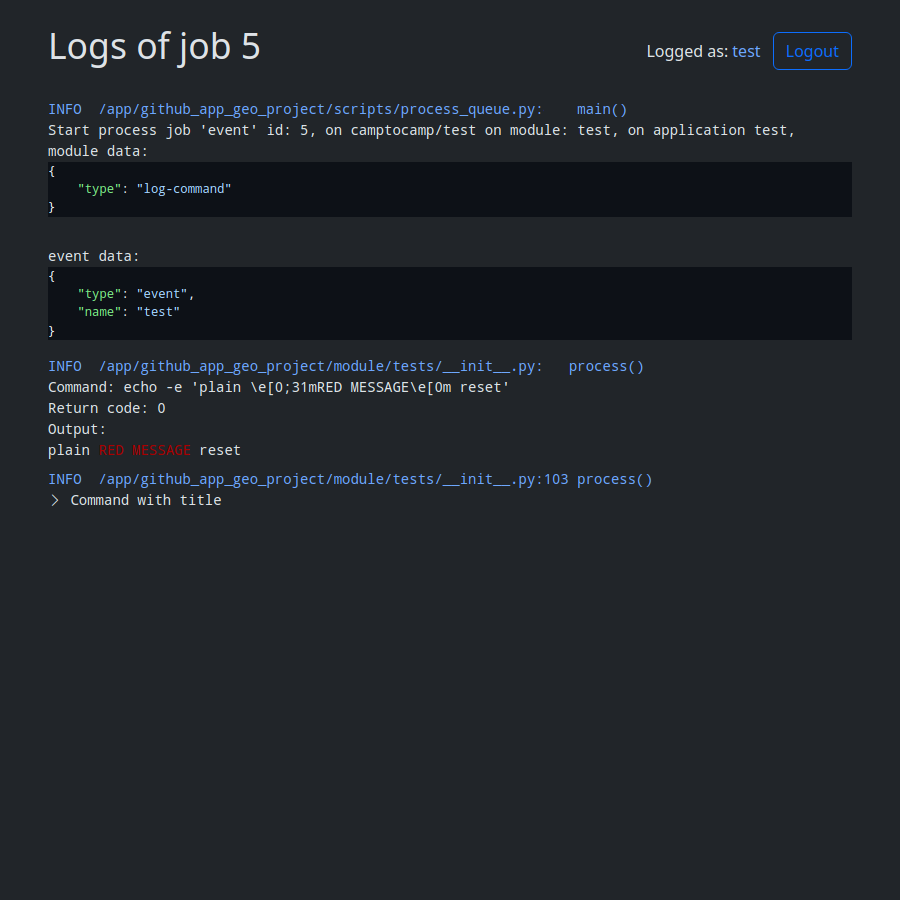 Logs of job 5
Logged as: test Logout
INFO  /app/github_app_geo_project/scripts/process_queue.py:    main()
Start process job 'event' id: 5, on camptocamp/test on module: test, on application test,
module data:
{
    "type": "log-command"
}
event data:
{
    "type": "event",
    "name": "test"
}
INFO  /app/github_app_geo_project/module/tests/__init__.py:   process()
Command: echo -e 'plain \e[0;31mRED MESSAGE\e[0m reset'
Return code: 0
Output:
plain RED MESSAGE reset
INFO  /app/github_app_geo_project/module/tests/__init__.py:103 process()
Command with title